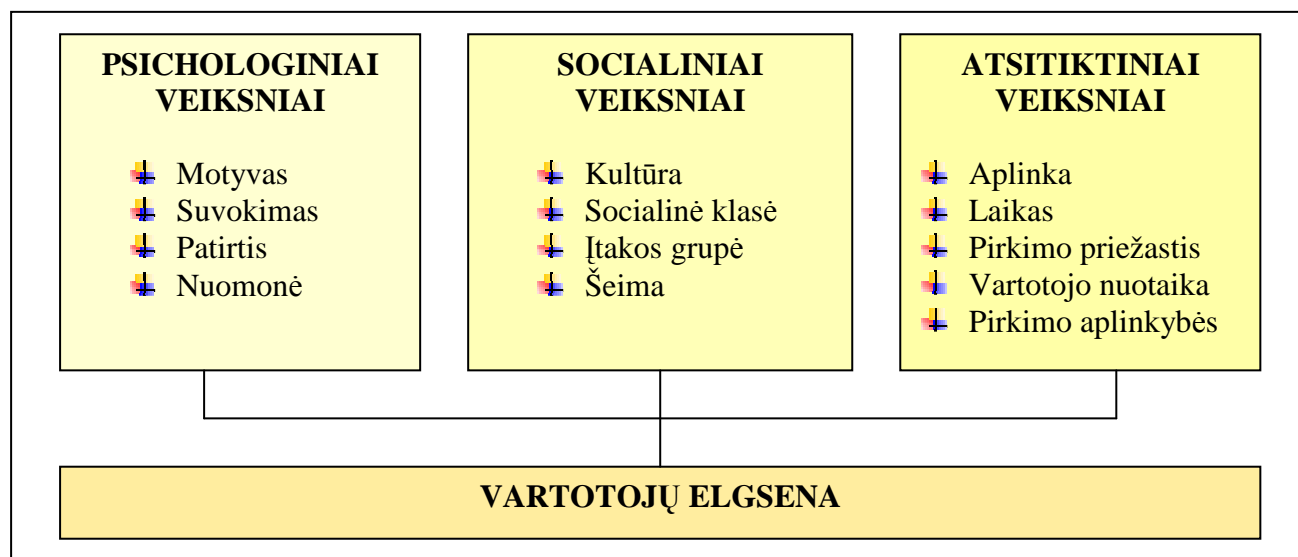 PSICHOLOGINIAI
VEIKSNIAI
Motyvas
Suvokimas
Patirtis
Nuomonė
SOCIALINIAI
VEIKSNIAI
Kultūra
Socialinė klasė
Įtakos grupė
Šeima
ATSITIKTINIAI
VEIKSNIAI
Aplinka
Laikas
Pirkimo priežastis
Vartotojo nuotaika
Pirkimo aplinkybės
VARTOTOJŲ ELGSENA